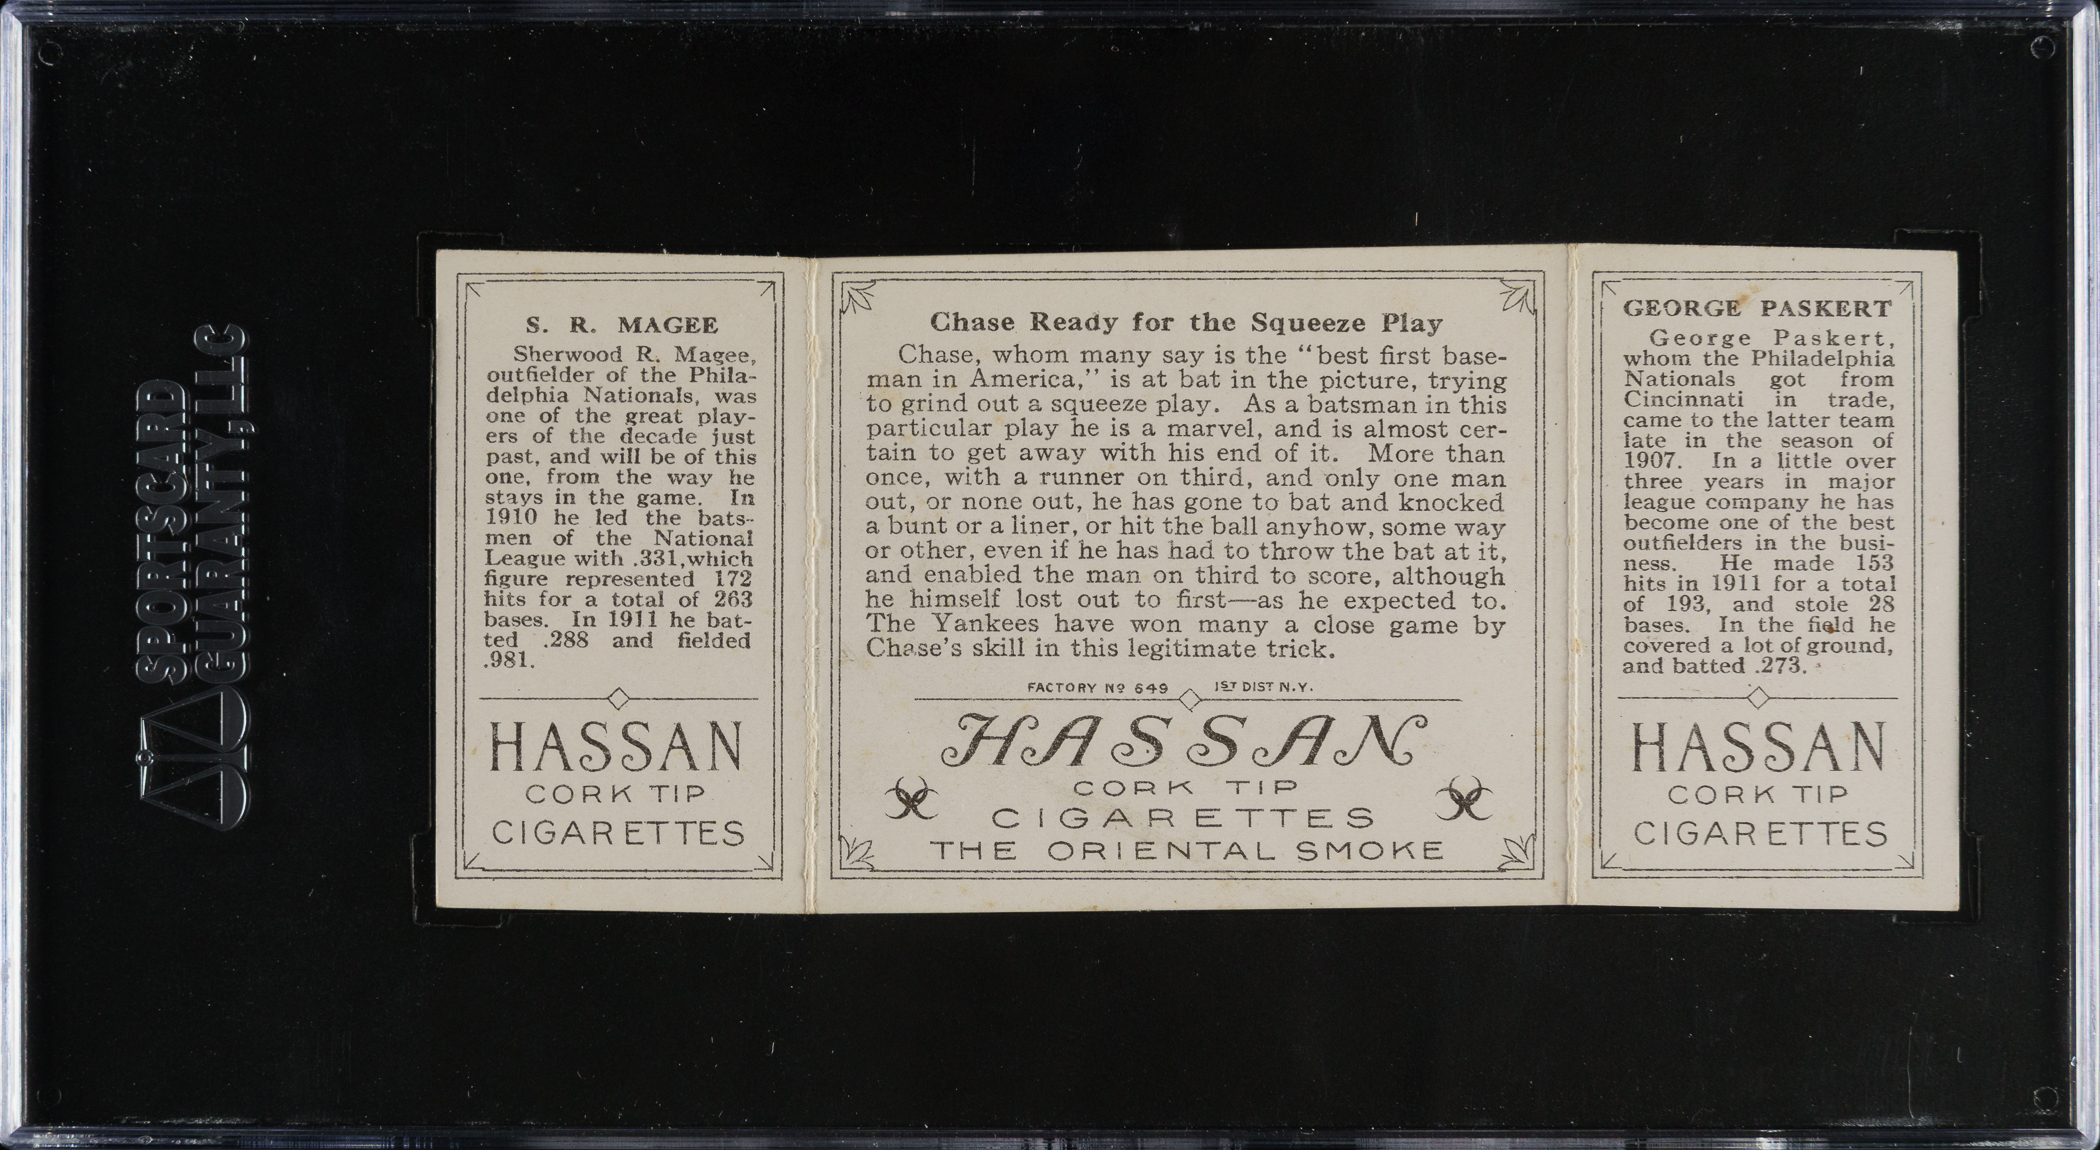 SPORTSCARD
GUARANTY, LLC
S. R. MAGEE
Sherwood R. Magee,
outfielder of the Phila-
delphia Nationals, was
one of the great play-
ers of the decade just
past, and will be of this
one, from the way he
stays in the game. In
1910 he led the bats-
men of the National
League with .331,which
figure represented 172
hits for a total of 263
bases. In 1911 he bat-
ted .288 and fielded
.981.
HASSAN
CORK TIP
CIGARETTES
Chase Ready for the Squeeze Play
Chase, whom many say is the "best first base-
man in America," is at bat in the picture, trying
to grind out a squeeze play. As a batsman in this
particular play he is a marvel, and is almost cer-
tain to get away with his end of it. More than
once, with a runner on third, and only one man
out, or none out, he has gone to bat and knocked
a bunt or a liner, or hit the ball anyhow, some way
or other, even if he has had to throw the bat at it,
and enabled the man on third to score, although
he himself lost out to first—as he expected to.
The Yankees have won many a close game by
Chase's skill in this legitimate trick.
FACTORY Nº 649 1ST DIST N.Y.
HASSAN
CORK TIP
CIGARETTES
THE ORIENTAL SMOKE
GEORGE PASKERT
George Paskert,
whom the Philadelphia
Nationals got from
Cincinnati in trade,
came to the latter team
late in the season of
1907. In a little over
three years in major
league company he has
become one of the best
outfielders in the busi-
ness. He made 153
hits in 1911 for a total
of 193, and stole 28
bases. In the field he
covered a lot of ground,
and batted .273.
HASSAN
CORK TIP
CIGARETTES